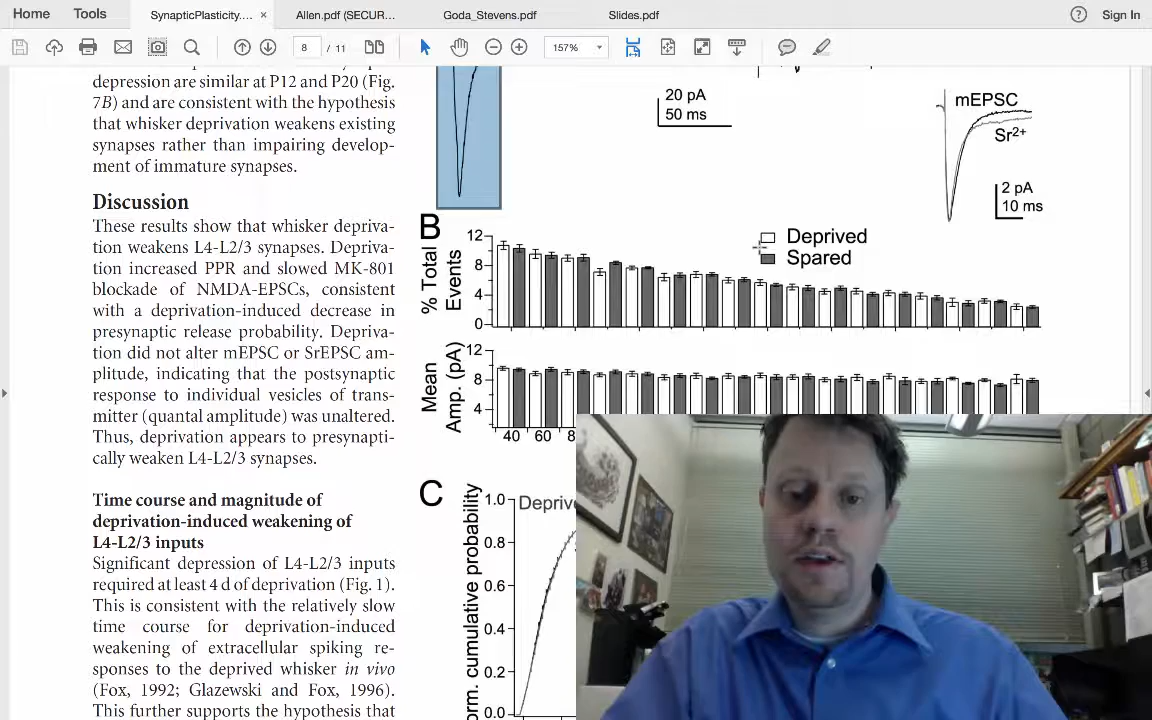 Home
Tools
SynapticPlasticity....
×
Allen.pdf (SECUR...
Goda_Stevens.pdf
Slides.pdf
?
Sign In
8
/ 11
157%
depression are similar at P12 and P20 (Fig.
7B) and are consistent with the hypothesis
that whisker deprivation weakens existing
synapses rather than impairing develop-
ment of immature synapses.
Discussion
These results show that whisker depriva-
tion weakens L4-L2/3 synapses. Depriva-
tion increased PPR and slowed MK-801
blockade of NMDA-EPSCs, consistent
with a deprivation-induced decrease in
presynaptic release probability. Depriva-
tion did not alter mEPSC or SrEPSC am-
plitude, indicating that the postsynaptic
response to individual vesicles of trans-
mitter (quantal amplitude) was unaltered.
Thus, deprivation appears to presynapti-
cally weaken L4-L2/3 synapses.
Time course and magnitude of
deprivation-induced weakening of
L4-L2/3 inputs
Significant depression of L4-L2/3 inputs
required at least 4 d of deprivation (Fig. 1).
This is consistent with the relatively slow
time course for deprivation-induced
weakening of extracellular spiking re-
sponses to the deprived whisker in vivo
(Fox, 1992; Glazewski and Fox, 1996).
This further supports the hypothesis that
20 pA
50 ms
mEPSC
Sr2+
2 pA
10 ms
B
% Total
Events
12
8
4
0
Deprived
Spared
Mean
Amp. (pA)
12
8
4
40 60 8
C
orm. cumulative probability
1.0
0.8
0.6
0.4
0.2
0.0
Deprive